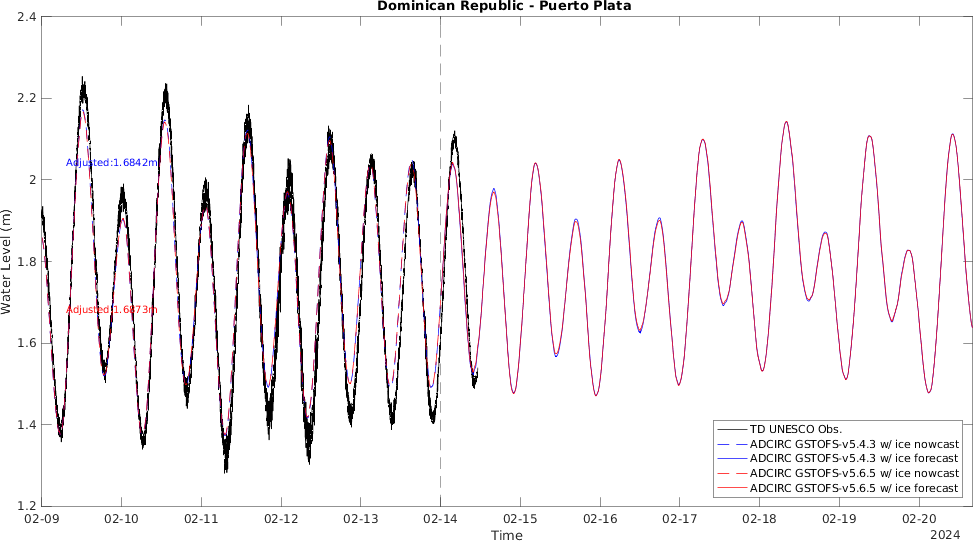 Dominican Republic - Puerto Plata
2.4
2.2
2
1.8
1.6
1.4
1.2
Water Level (m)
Adjusted:1.6842m
Adjusted:1.6873m
TD UNESCO Obs.
ADCIRC GSTOFS-v5.4.3 w/ ice nowcast
ADCIRC GSTOFS-v5.4.3 w/ ice forecast
ADCIRC GSTOFS-v5.6.5 w/ ice nowcast
ADCIRC GSTOFS-v5.6.5 w/ ice forecast
02-09 02-10 02-11 02-12 02-13 02-14 02-15 02-16 02-17 02-18 02-19 02-20
Time
2024